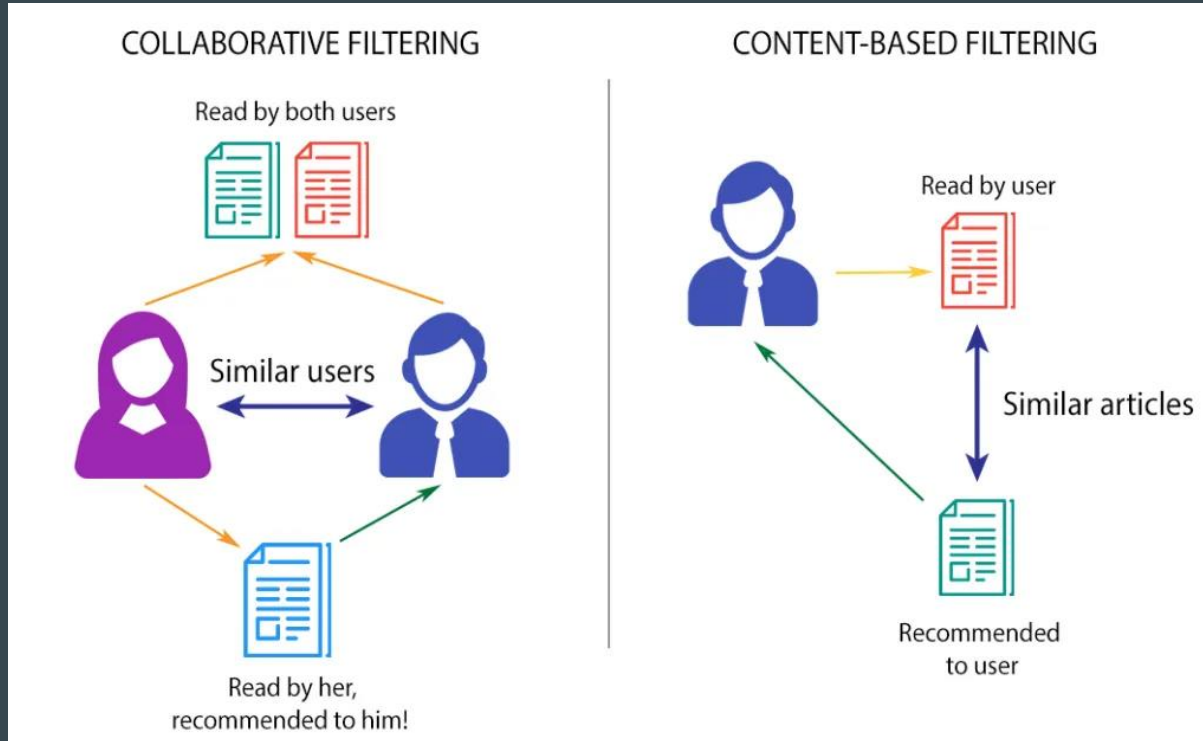 COLLABORATIVE FILTERING
Read by both users
Similar users
Read by her,
recommended to him!
CONTENT-BASED FILTERING
Read by user
Similar articles
Recommended
to user